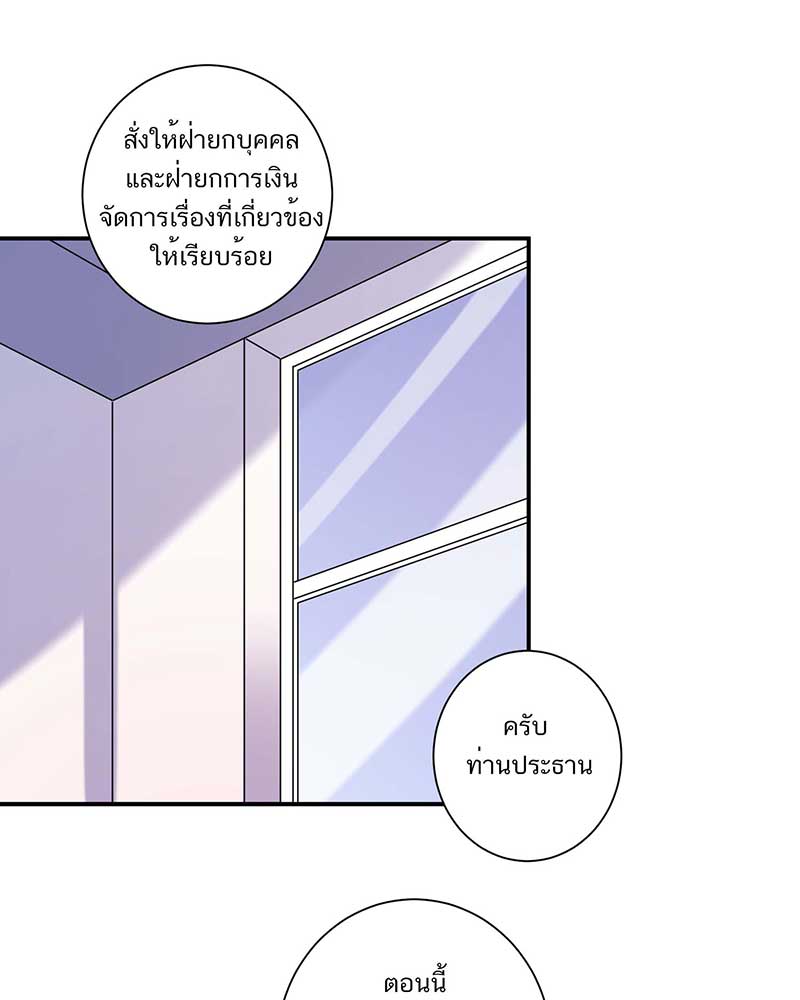 สั่งให้ฝ่ายกบุคคล
และฝ่ายกการเงิน
จัดการเรื่องที่เกี่ยวข้อง
ให้เรียบร้อย
ครับ
ท่านประธาน
ตอนนี้